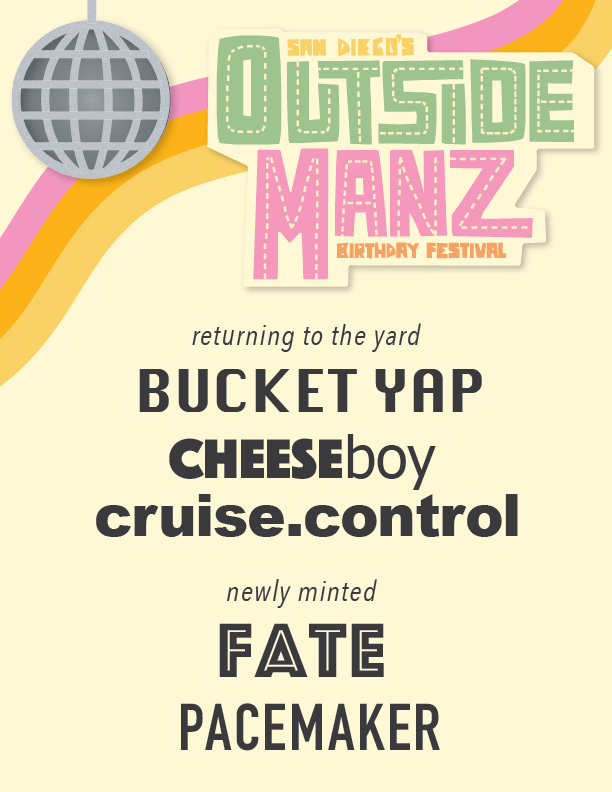 SAN DIEGO'S
OUTSIDE
MANZ
BIRTHDAY FESTIVAL
returning to the yard
BUCKET YAP
CHEESEboy
cruise.control
newly minted
FATE
PACEMAKER